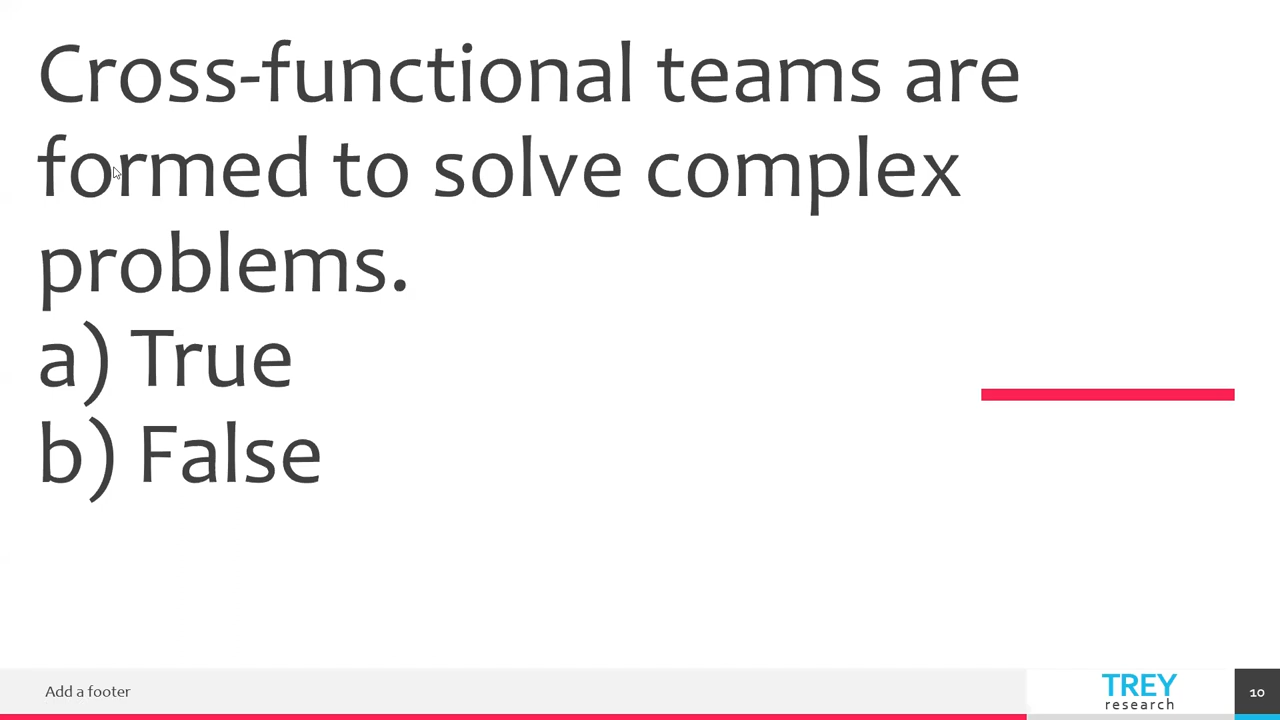 Cross-functional teams are
formed to solve complex
problems.
a) True
b) False
Add a footer
TREY
research
10